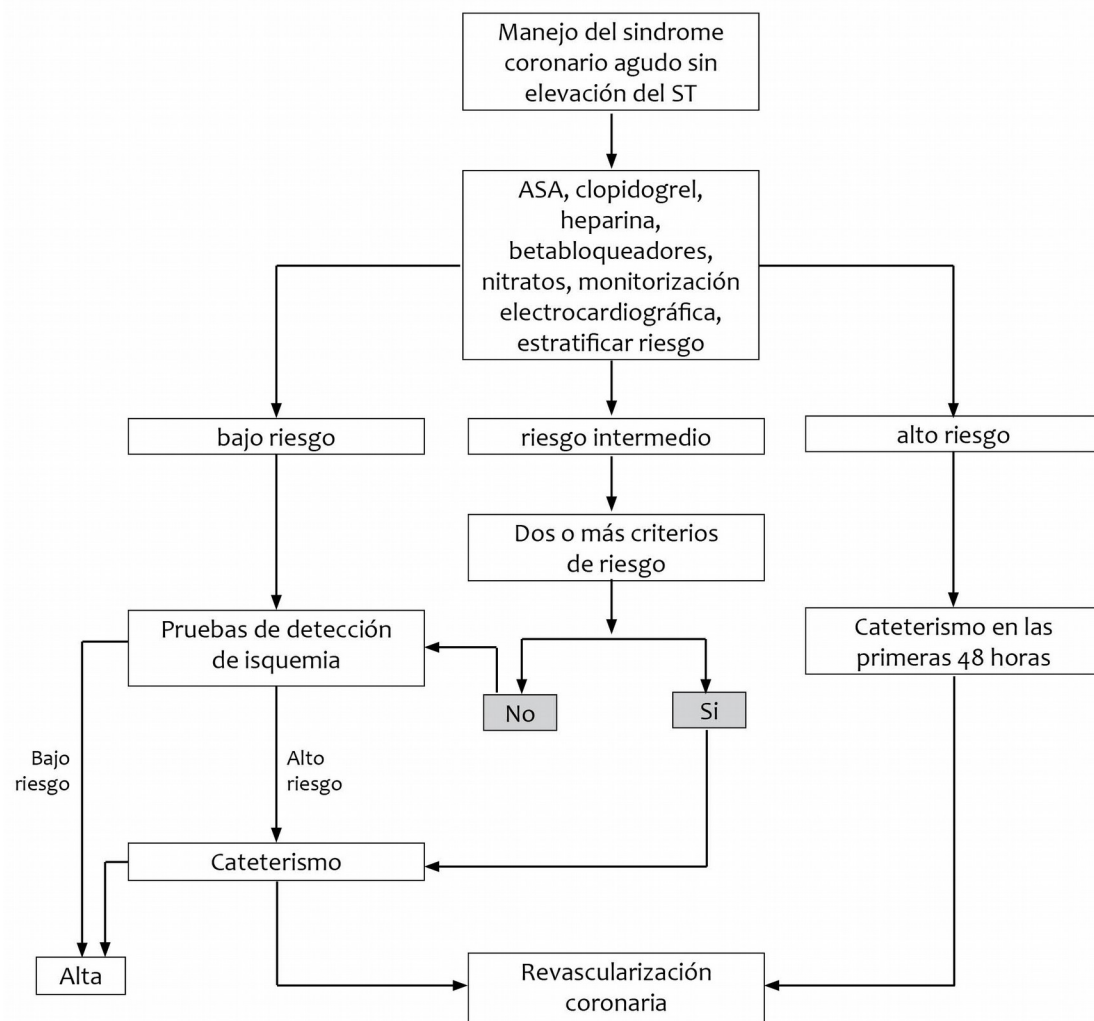 Manejo del sindrome
coronario agudo sin
elevación del ST
ASA, clopidogrel,
heparina,
betabloqueadores,
nitratos, monitorización
electrocardiográfica,
estratificar riesgo
bajo riesgo
riesgo intermedio
alto riesgo
Dos o más criterios
de riesgo
Pruebas de detección
de isquemia
Cateterismo en las
primeras 48 horas
No
Si
Bajo
riesgo
Alto
riesgo
Cateterismo
Alta
Revascularización
coronaria